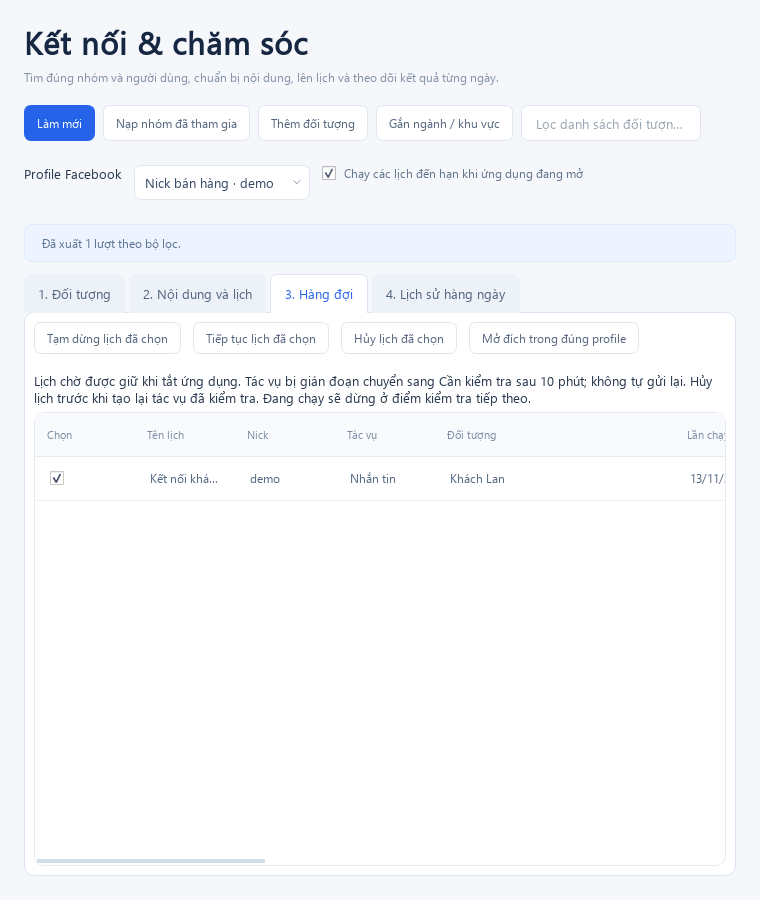 Kết nối & chăm sóc
Tìm đúng nhóm và người dùng, chuẩn bị nội dung, lên lịch và theo dõi kết quả từng ngày.
Làm mới
Nạp nhóm đã tham gia
Thêm đối tượng
Gắn ngành / khu vực
Lọc danh sách đối tượn...
Profile Facebook
Nick bán hàng · demo
Chạy các lịch đến hạn khi ứng dụng đang mở
Đã xuất 1 lượt theo bộ lọc.
1. Đối tượng
2. Nội dung và lịch
3. Hàng đợi
4. Lịch sử hàng ngày
Tạm dừng lịch đã chọn
Tiếp tục lịch đã chọn
Hủy lịch đã chọn
Mở đích trong đúng profile
Lịch chờ được giữ khi tắt ứng dụng. Tác vụ bị gián đoạn chuyển sang Cần kiểm tra sau 10 phút; không tự gửi lại. Hủy
lịch trước khi tạo lại tác vụ đã kiểm tra. Đang chạy sẽ dừng ở điểm kiểm tra tiếp theo.
Chọn
Tên lịch
Nick
Tác vụ
Đối tượng
Lần chạy
Kết nối khá...
demo
Nhắn tin
Khách Lan
13/11/